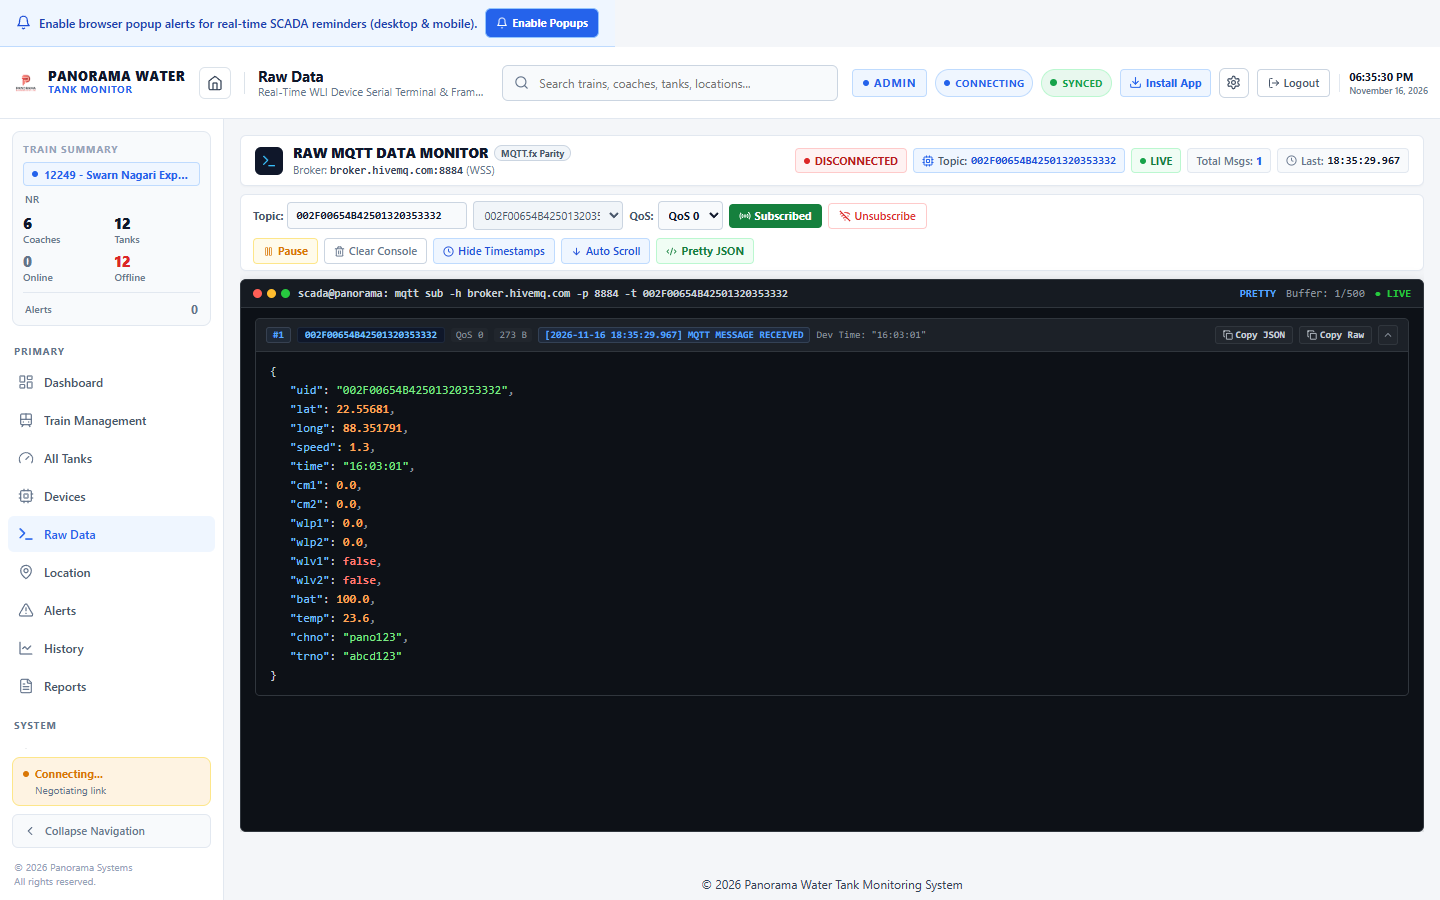 Enable browser popup alerts for real-time SCADA reminders (desktop & mobile). Enable Popups
PANORAMA WATER
TANK MONITOR
Raw Data
Real-Time WLI Device Serial Terminal & Fram...
Search trains, coaches, tanks, locations...
ADMIN
CONNECTING
SYNCED
Install App
Logout
06:35:30 PM
November 16, 2026
TRAIN SUMMARY
12249 - Swarn Nagari Exp...
NR
6 12
Coaches Tanks
0 12
Online Offline
Alerts 0
PRIMARY
Dashboard
Train Management
All Tanks
Devices
Raw Data
Location
Alerts
History
Reports
SYSTEM
Connecting...
Negotiating link
Collapse Navigation
© 2026 Panorama Systems
All rights reserved.
RAW MQTT DATA MONITOR MQTT.fx Parity
Broker: broker.hivemq.com:8884 (WSS)
DISCONNECTED
Topic: 002F00654B42501320353332
LIVE
Total Msgs: 1
Last: 18:35:29.967
Topic: 002F00654B42501320353332 002F00654B4250132035: QoS: QoS 0 Subscribed Unsubscribe
Pause Clear Console Hide Timestamps Auto Scroll Pretty JSON
scada@panorama: mqtt sub -h broker.hivemq.com -p 8884 -t 002F00654B42501320353332 PRETTY Buffer: 1/500 LIVE
#1 002F00654B42501320353332 QoS 0 273 B [2026-11-16 18:35:29.967] MQTT MESSAGE RECEIVED Dev Time: "16:03:01" Copy JSON Copy Raw
{
"uid": "002F00654B42501320353332",
"lat": 22.55681,
"long": 88.351791,
"speed": 1.3,
"time": "16:03:01",
"cm1": 0.0,
"cm2": 0.0,
"wlp1": 0.0,
"wlp2": 0.0,
"wlv1": false,
"wlv2": false,
"bat": 100.0,
"temp": 23.6,
"chno": "pano123",
"trno": "abcd123"
}
© 2026 Panorama Water Tank Monitoring System